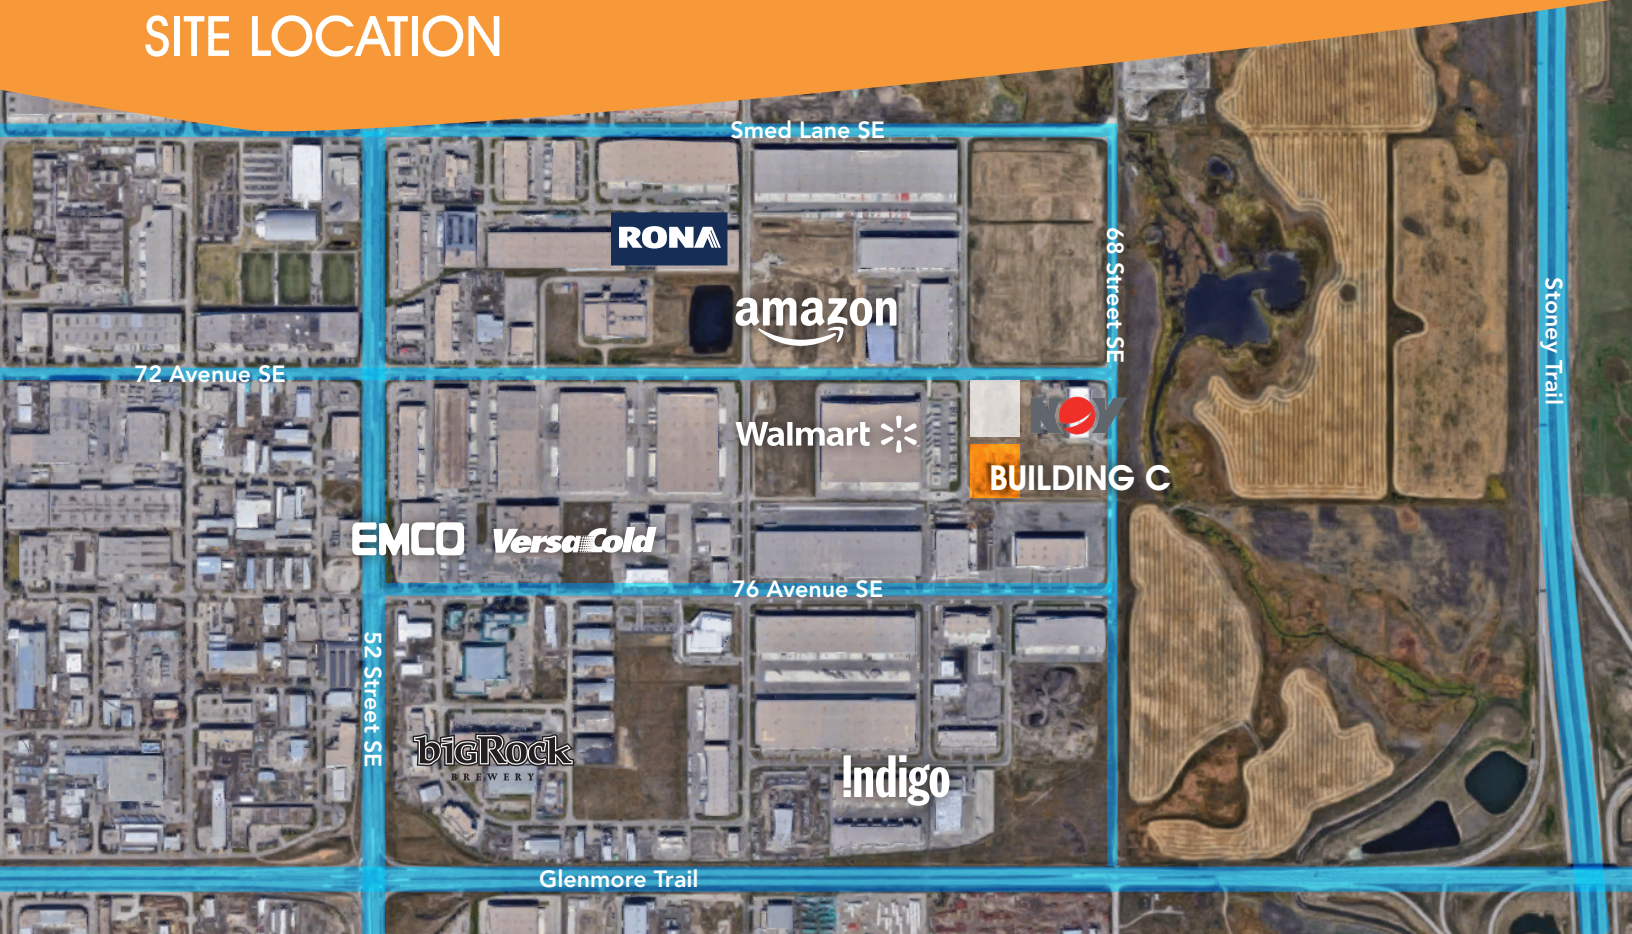 SITE LOCATION
Smed Lane SE
RONA
68 Street SE
amazon
Stoney Trail
72 Avenue SE
Walmart
NOV
BUILDING C
EMCO
VersaCold
76 Avenue SE
52 Street SE
bigRock
BREWERY
Indigo
Glenmore Trail